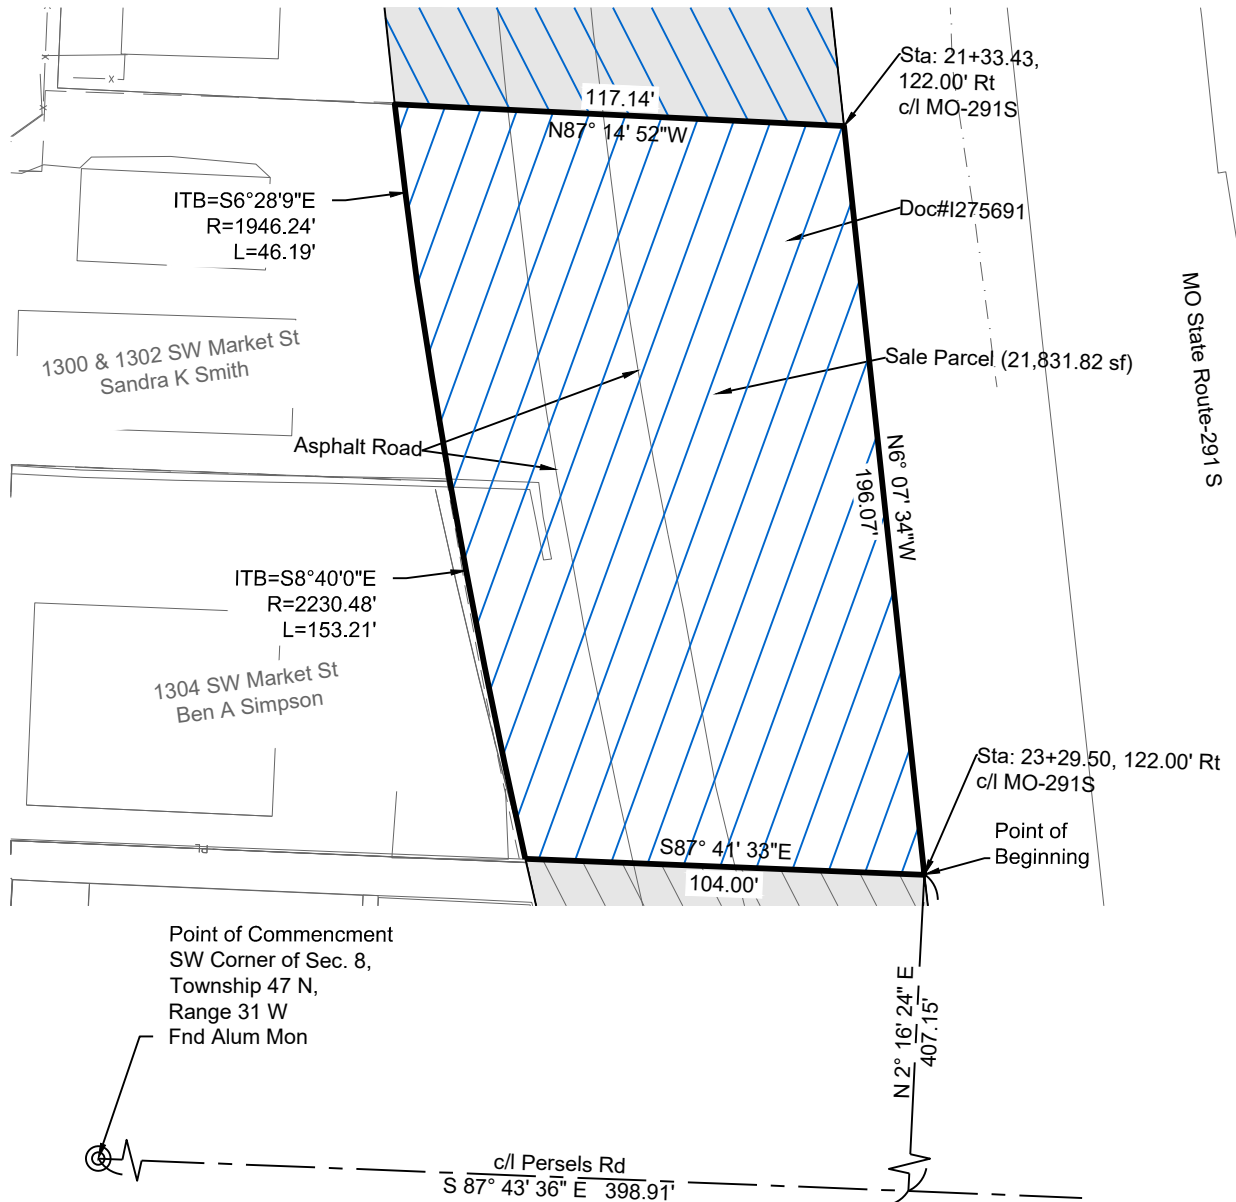 Sta: 21+33.43,
122.00' Rt
c/l MO-291S
117.14'
N87° 14' 52"W
ITB=S6°28'9"E
R=1946.24'
L=46.19'
Doc#I275691
MO State Route-291 S
1300 & 1302 SW Market St
Sandra K Smith
Sale Parcel (21,831.82 sf)
Asphalt Road
N6° 07' 34"W
196.07'
ITB=S8°40'0"E
R=2230.48'
L=153.21'
1304 SW Market St
Ben A Simpson
Sta: 23+29.50, 122.00' Rt
c/l MO-291S
Point of
Beginning
S87° 41' 33"E
104.00'
PL
Point of Commencment
SW Corner of Sec. 8,
Township 47 N,
Range 31 W
Fnd Alum Mon
N 2° 16' 24" E
407.15'
c/l Persels Rd
S 87° 43' 36" E 398.91'
x
x
x
x